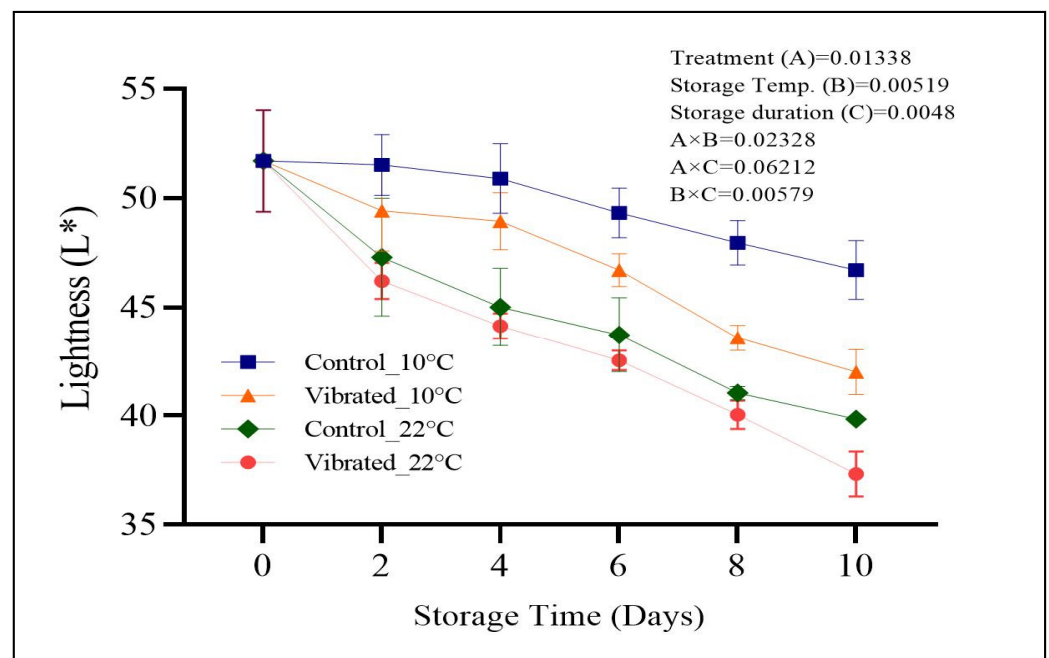 Treatment (A)=0.01338
Storage Temp. (B)=0.00519
Storage duration (C)=0.0048
A×B=0.02328
A×C=0.06212
B×C=0.00579
55
50
45
40
35
Lightness (L*)
Control_10°C
Vibrated_10°C
Control_22°C
Vibrated_22°C
0 2 4 6 8 10
Storage Time (Days)